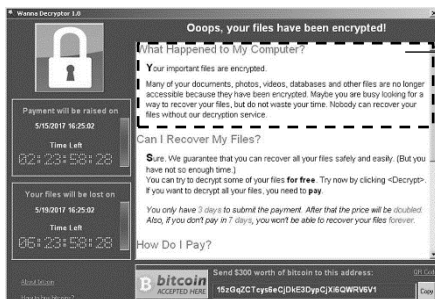 Wanna Decryptor 1.0
Ooops, your files have been encrypted!
What Happened to My Computer?
Your important files are encrypted.
Many of your documents, photos, videos, databases and other files are no longer
accessible because they have been encrypted. Maybe you are busy looking for a
way to recover your files, but do not waste your time. Nobody can recover your
files without our decryption service.
Can I Recover My Files?
Sure. We guarantee that you can recover all your files safely and easily. (But you
have not so enough time.)
You can try to decrypt some of your files for free. Try now by clicking <Decrypt>.
If you want to decrypt all your files, you need to pay.
You only have 3 days to submit the payment. After that the price will be doubled.
Also, if you don't pay in 7 days, you won't be able to recover your files forever.
How Do I Pay?
Payment will be raised on
5/15/2017 16:25:02
Time Left
02:23:58:28
Your files will be lost on
5/19/2017 16:25:02
Time Left
06:23:58:28
About bitcoin
How to buy bitcoins?
bitcoin
ACCEPTED HERE
Send $300 worth of bitcoin to this address:
15zGqZCTcys6eCjDkE3DypCjXi6QWRV6V1
Copy